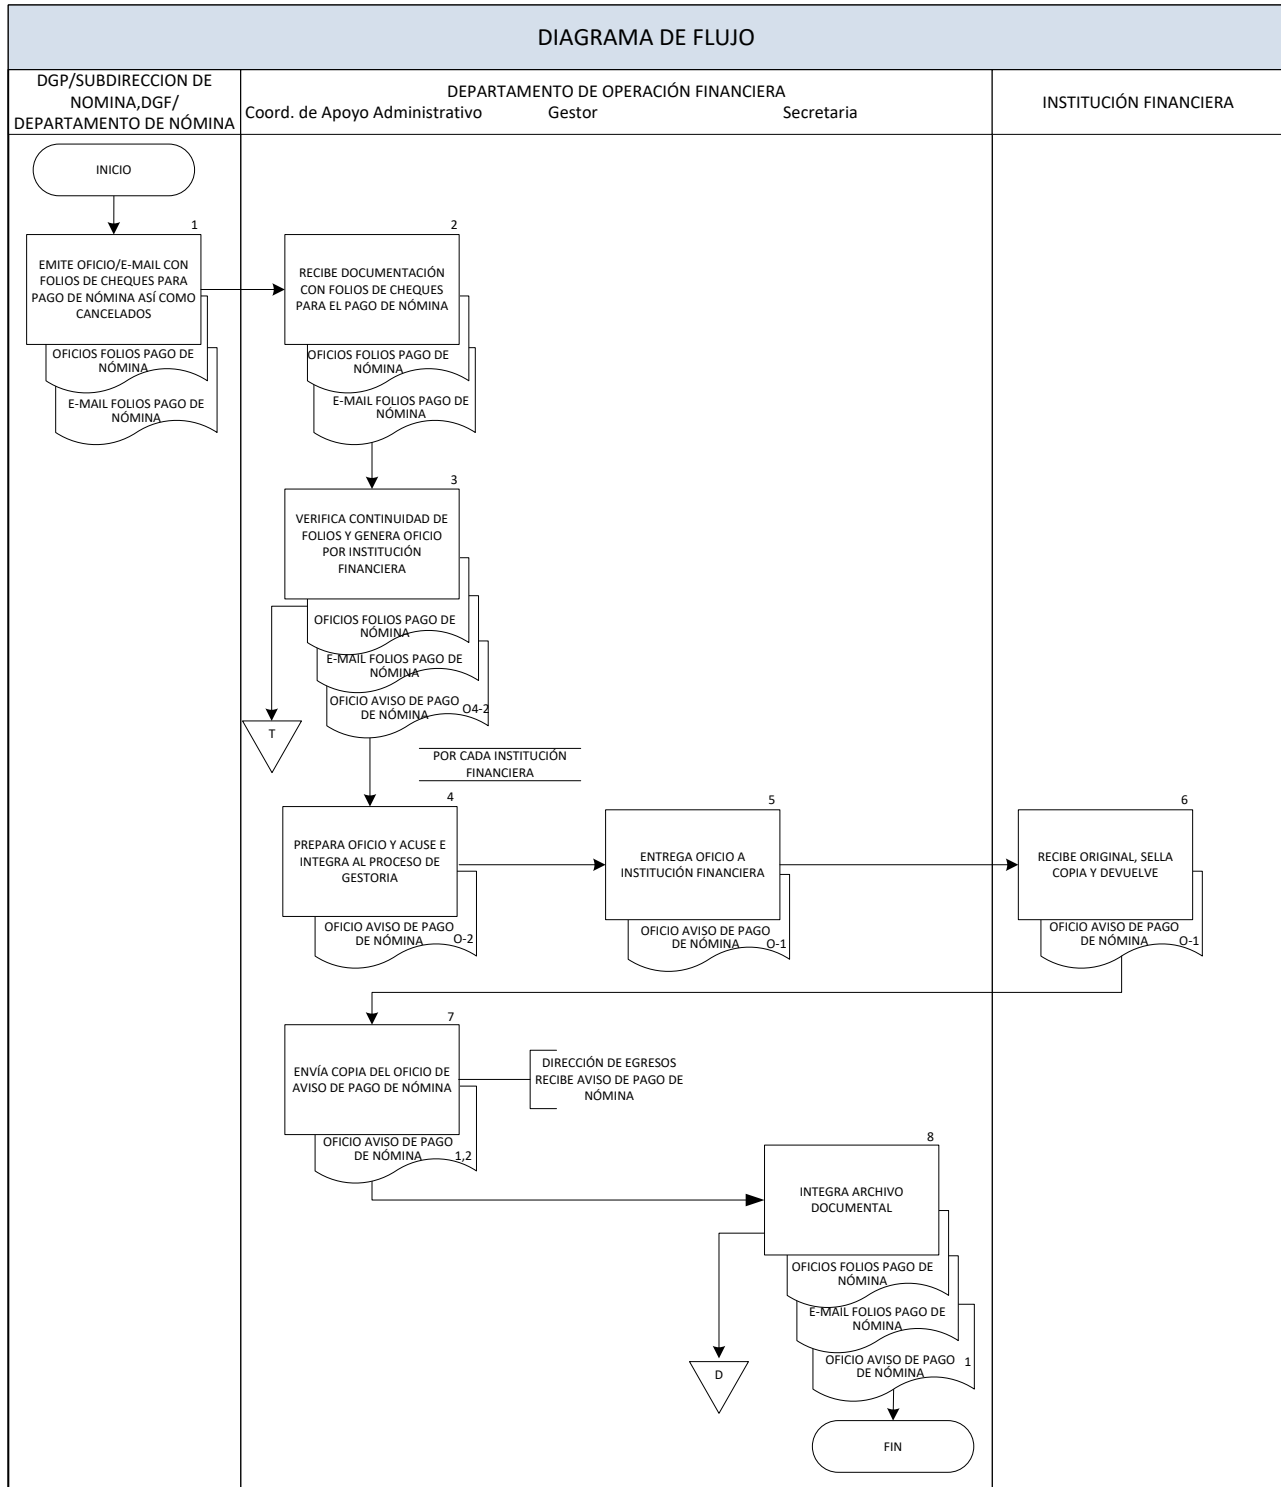 DIAGRAMA DE FLUJO
DGP/SUBDIRECCION DE
NOMINA,DGF/
DEPARTAMENTO DE NÓMINA
DEPARTAMENTO DE OPERACIÓN FINANCIERA
Coord. de Apoyo Administrativo Gestor Secretaria
INSTITUCIÓN FINANCIERA
INICIO
1
EMITE OFICIO/E-MAIL CON
FOLIOS DE CHEQUES PARA
PAGO DE NÓMINA ASÍ COMO
CANCELADOS
OFICIOS FOLIOS PAGO DE
NÓMINA
E-MAIL FOLIOS PAGO DE
NÓMINA
2
RECIBE DOCUMENTACIÓN
CON FOLIOS DE CHEQUES
PARA EL PAGO DE NÓMINA
OFICIOS FOLIOS PAGO DE
NÓMINA
E-MAIL FOLIOS PAGO DE
NÓMINA
3
VERIFICA CONTINUIDAD DE
FOLIOS Y GENERA OFICIO
POR INSTITUCIÓN
FINANCIERA
OFICIOS FOLIOS PAGO DE
NÓMINA
E-MAIL FOLIOS PAGO DE
NÓMINA
OFICIO AVISO DE PAGO
DE NÓMINA O4-2
T
POR CADA INSTITUCIÓN
FINANCIERA
4
PREPARA OFICIO Y ACUSE E
INTEGRA AL PROCESO DE
GESTORIA
OFICIO AVISO DE PAGO
DE NÓMINA O-2
5
ENTREGA OFICIO A
INSTITUCIÓN FINANCIERA
OFICIO AVISO DE PAGO
DE NÓMINA O-1
6
RECIBE ORIGINAL, SELLA
COPIA Y DEVUELVE
OFICIO AVISO DE PAGO
DE NÓMINA O-1
7
ENVÍA COPIA DEL OFICIO DE
AVISO DE PAGO DE NÓMINA
OFICIO AVISO DE PAGO
DE NÓMINA 1,2
DIRECCIÓN DE EGRESOS
RECIBE AVISO DE PAGO DE
NÓMINA
8
INTEGRA ARCHIVO
DOCUMENTAL
OFICIOS FOLIOS PAGO DE
NÓMINA
E-MAIL FOLIOS PAGO DE
NÓMINA
OFICIO AVISO DE PAGO 1
DE NÓMINA
D
FIN